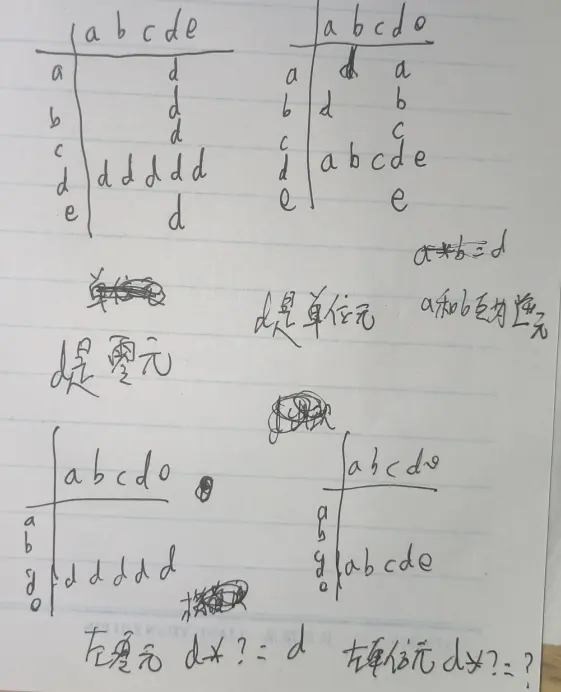 a b c d e
a d
b d
c d
d d d d d d
e d
a b c d e
a d a
b d b
c c
d a b c d e
e e
a*b=d
d是零元
d是单位元
a和b互为逆元
a b c d e
a
b
c
d d d d d d
e
左零元 d*?=d
a b c d e
a
b
c
d a b c d e
e
左单位元 d*?=?